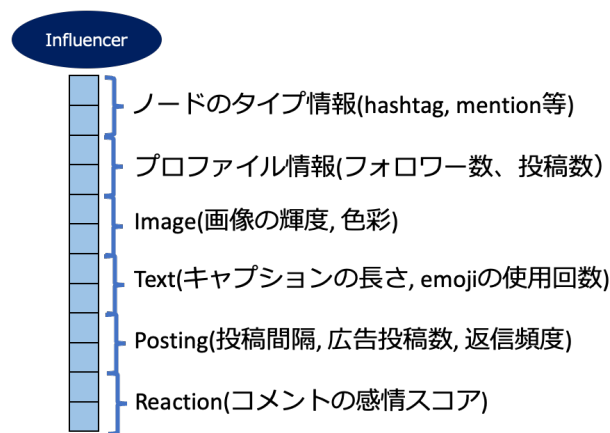 Influencer
ノードのタイプ情報(hashtag, mention等)
プロファイル情報(フォロワー数、投稿数）
Image(画像の輝度, 色彩)
Text(キャプションの長さ, emojiの使用回数)
Posting(投稿間隔, 広告投稿数, 返信頻度)
Reaction(コメントの感情スコア)